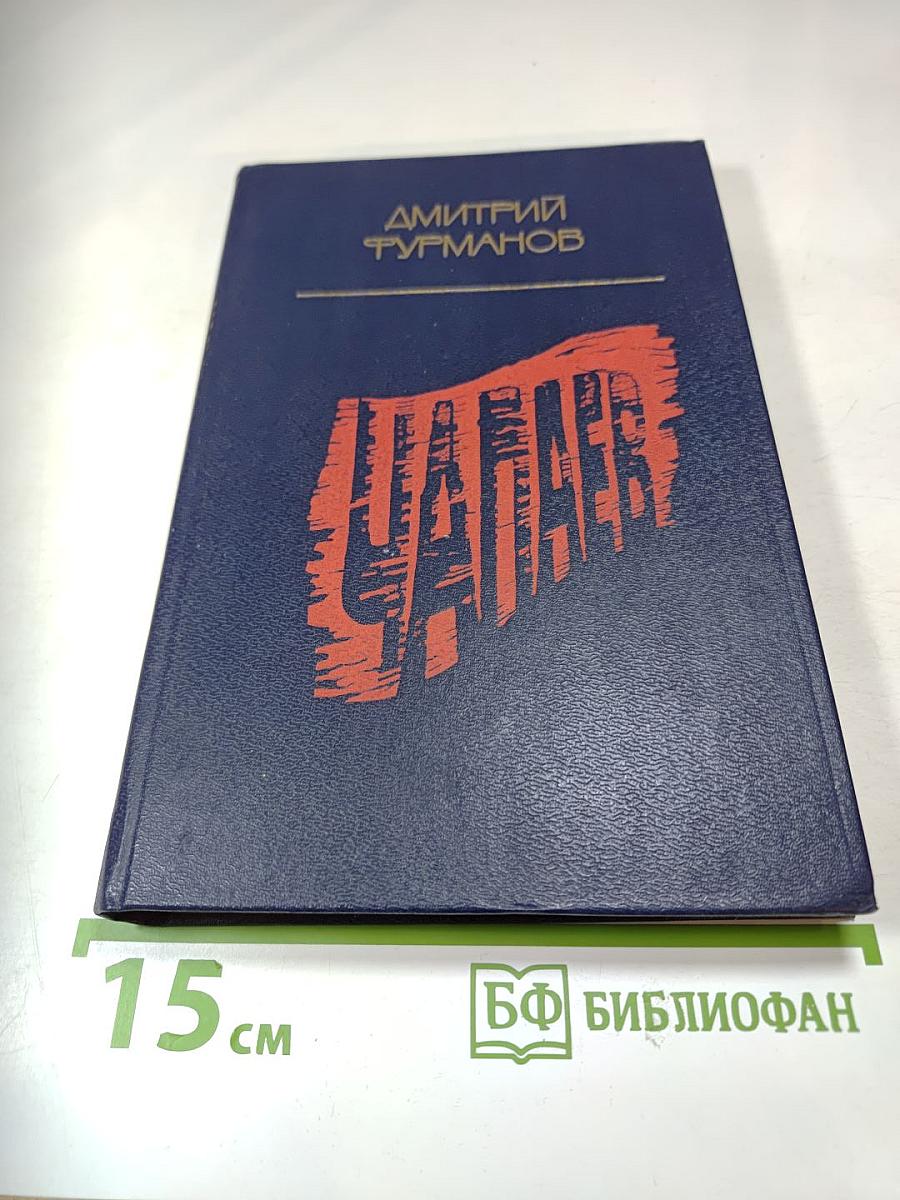 ДМИТРИЙ
ФУРМАНОВ
ЧАПАЕВ
15 см
БФ БИБЛИОФАН